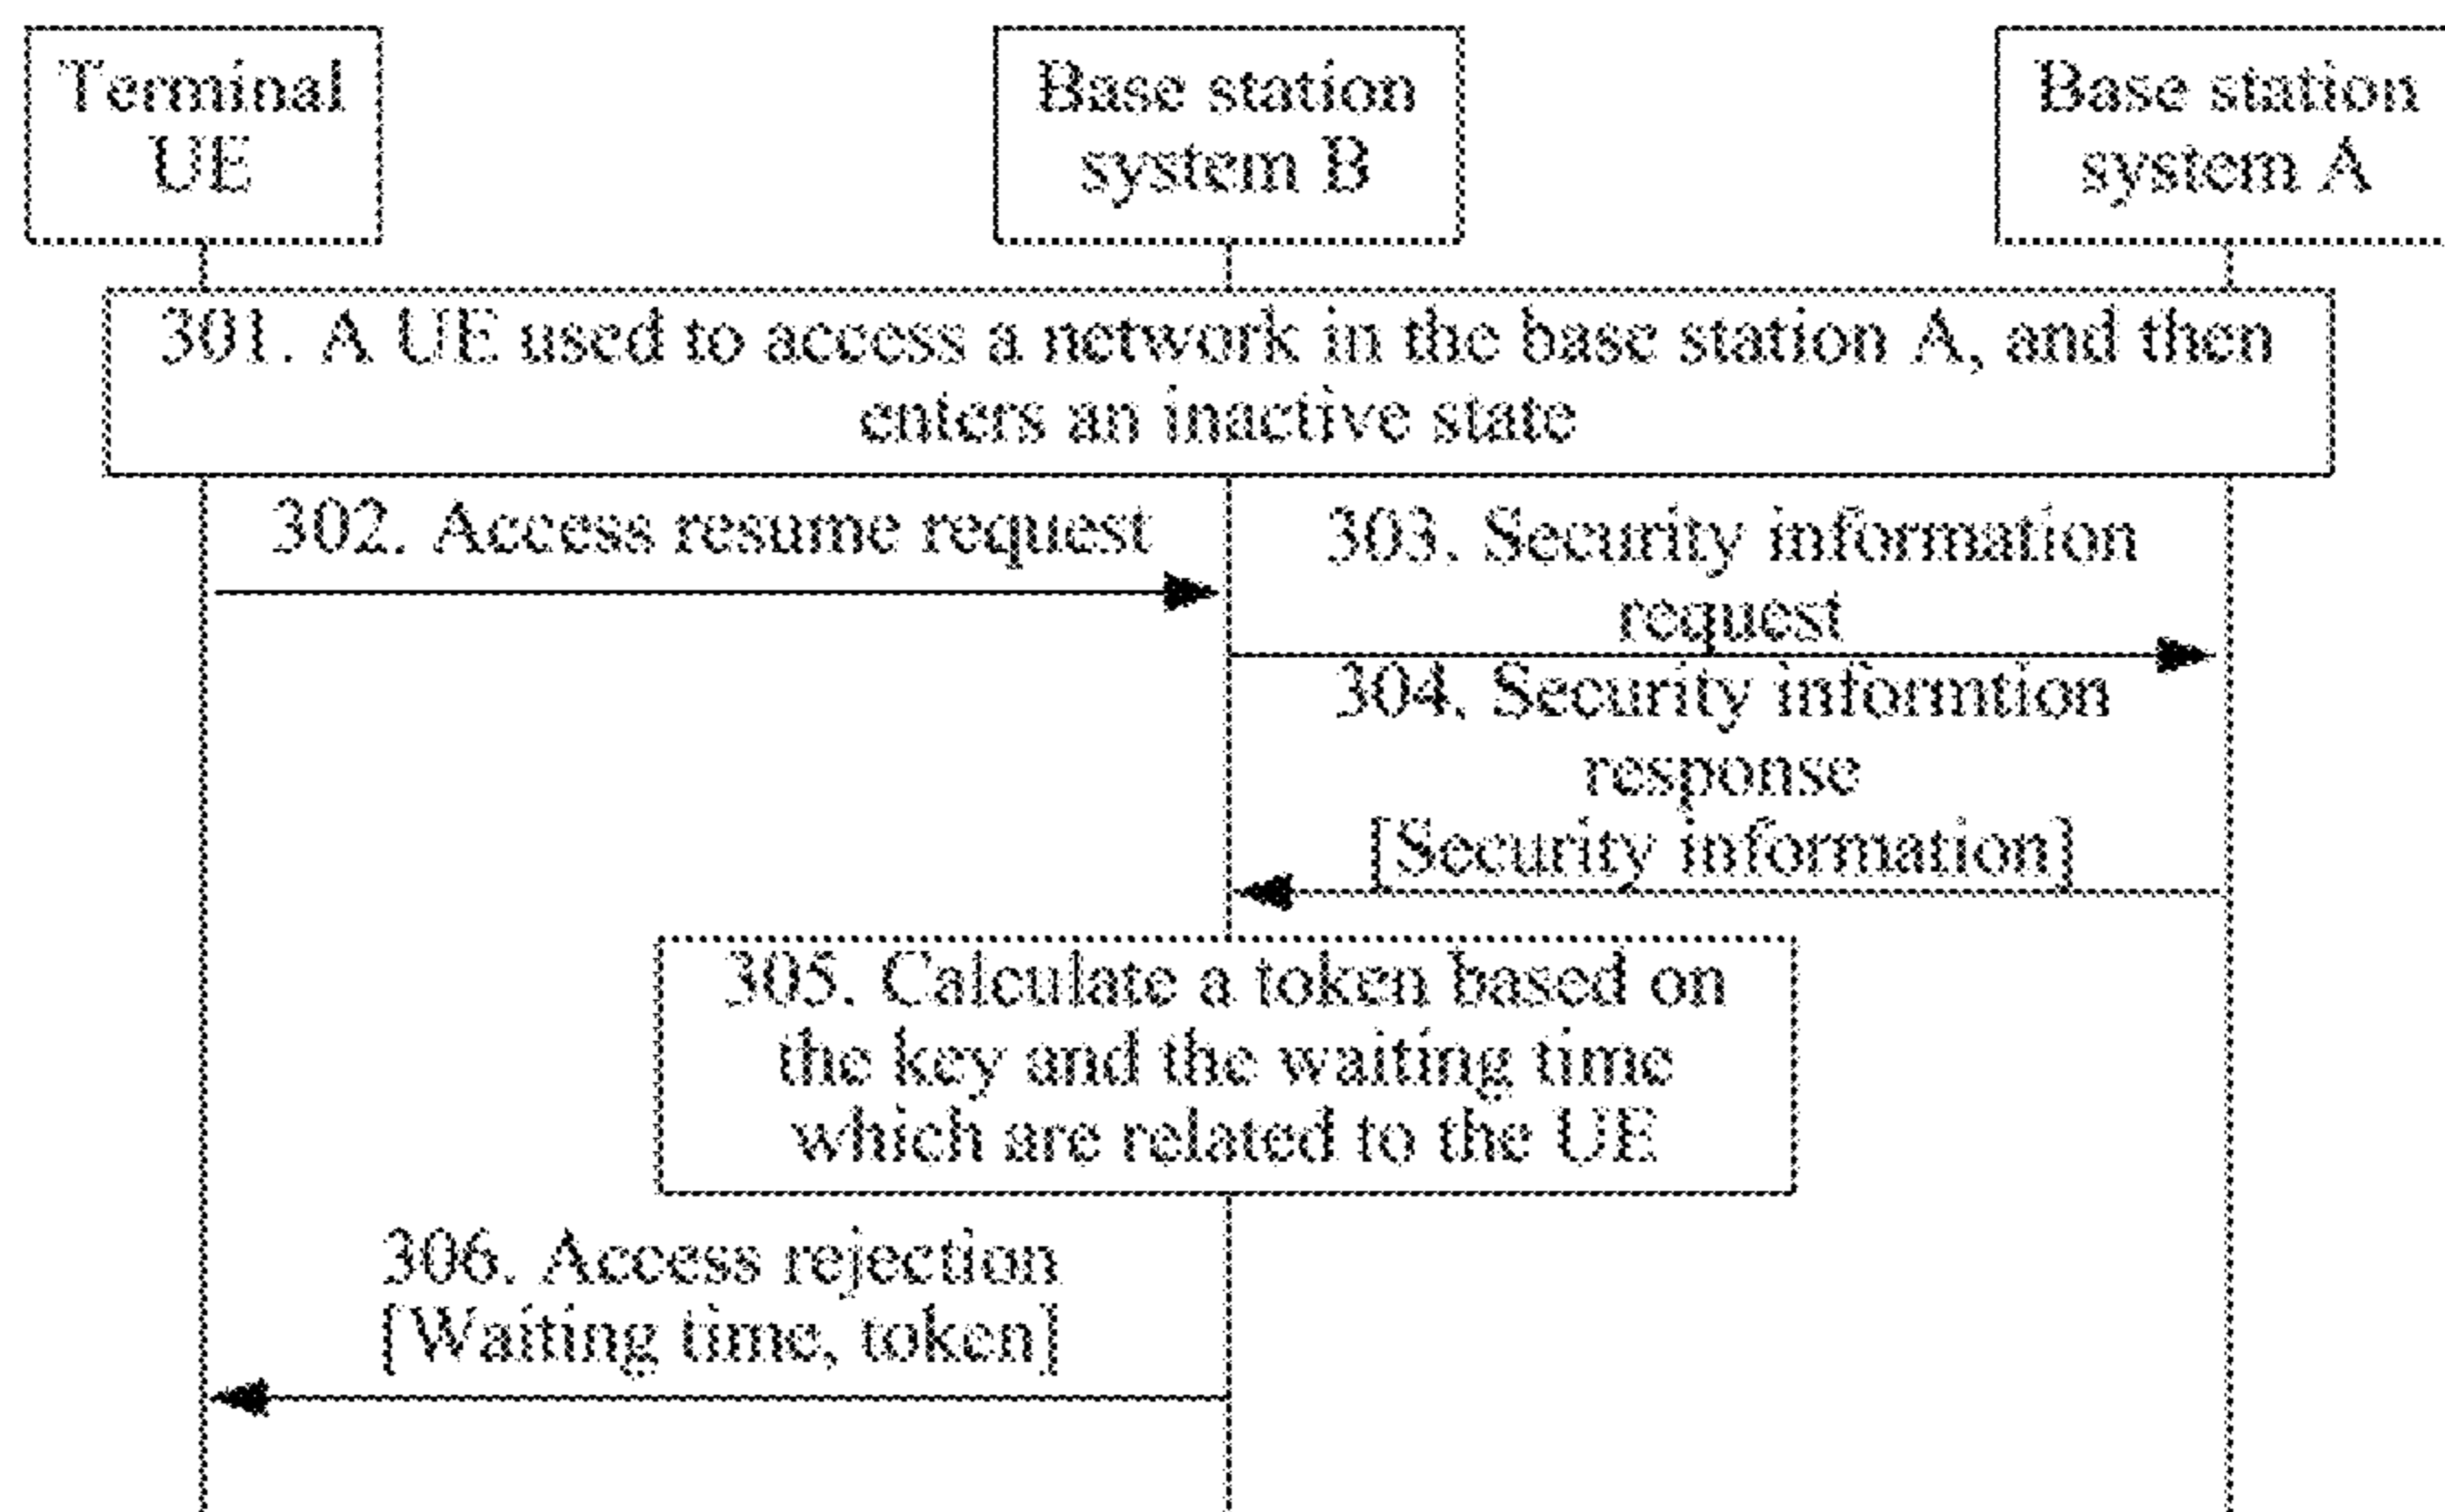 Terminal
UE
Base station
system B
Base station
system A
301. A UE used to access a network in the base station A, and then
enters an inactive state
302. Access resume request
303. Security information
request
304. Security informtion
response
[Security information]
305. Calculate a token based on
the key and the waiting time
which are related to the UE
306. Access rejection
[Waiting time, token]